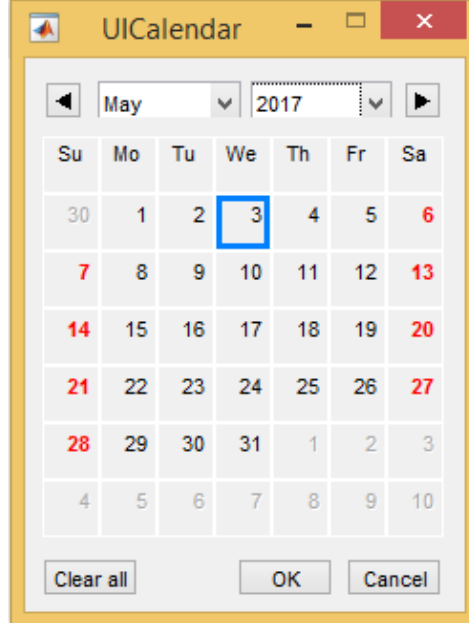 UICalendar
May 2017
Su Mo Tu We Th Fr Sa
30 1 2 3 4 5 6
7 8 9 10 11 12 13
14 15 16 17 18 19 20
21 22 23 24 25 26 27
28 29 30 31 1 2 3
4 5 6 7 8 9 10
Clear all OK Cancel